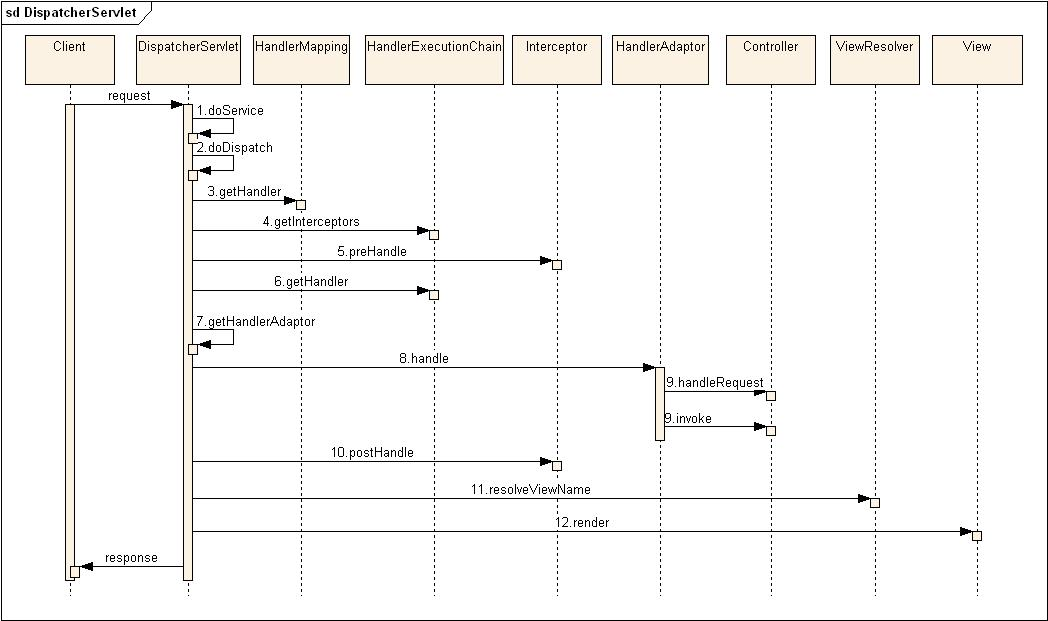 sd DispatcherServlet
Client
DispatcherServlet
HandlerMapping
HandlerExecutionChain
Interceptor
HandlerAdaptor
Controller
ViewResolver
View
request
1.doService
2.doDispatch
3.getHandler
4.getInterceptors
5.preHandle
6.getHandler
7.getHandlerAdaptor
8.handle
9.handleRequest
9.invoke
10.postHandle
11.resolveViewName
12.render
response